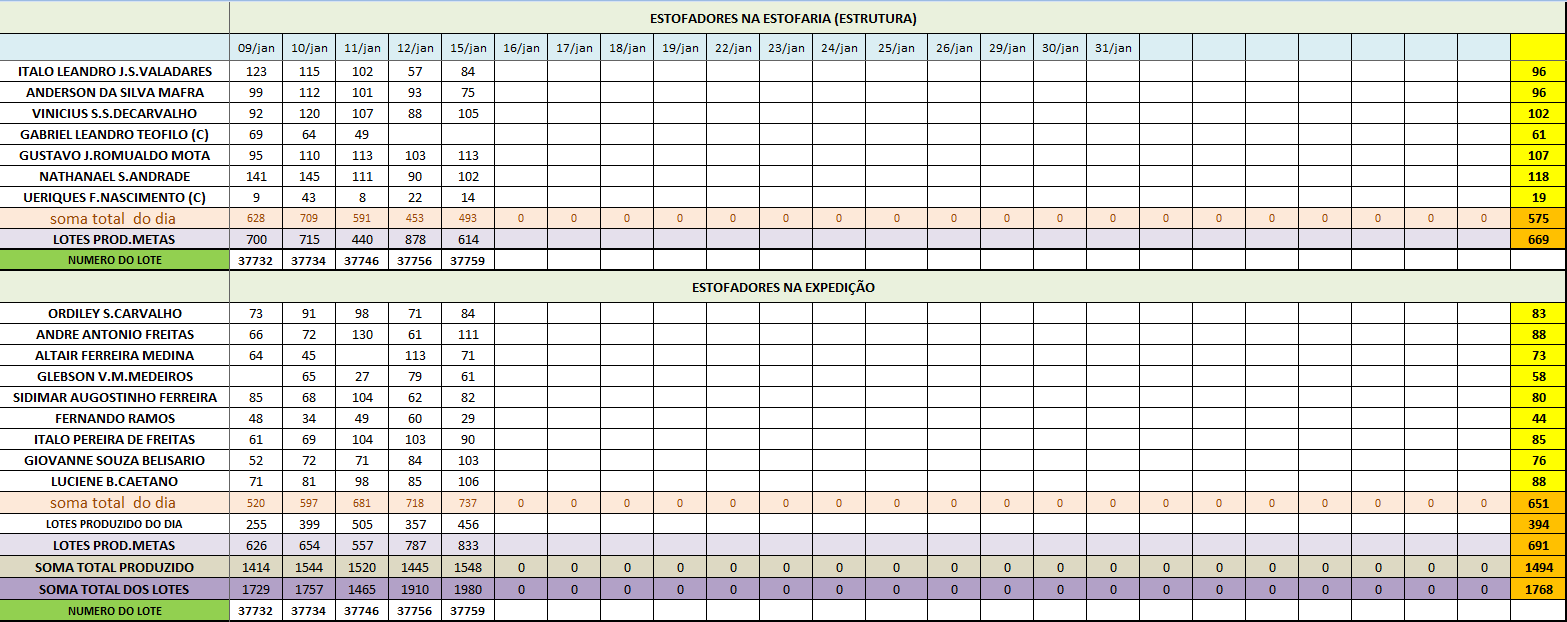 ESTOFADORES NA ESTOFARIA (ESTRUTURA)
09/jan 10/jan 11/jan 12/jan 15/jan 16/jan 17/jan 18/jan 19/jan 22/jan 23/jan 24/jan 25/jan 26/jan 29/jan 30/jan 31/jan
ITALO LEANDRO J.S.VALADARES 123 115 102 57 84 96
ANDERSON DA SILVA MAFRA 99 112 101 93 75 96
VINICIUS S.S.DECARVALHO 92 120 107 88 105 102
GABRIEL LEANDRO TEOFILO (C) 69 64 49 61
GUSTAVO J.ROMUALDO MOTA 95 110 113 103 113 107
NATHANAEL S.ANDRADE 141 145 111 90 102 118
UERIQUES F.NASCIMENTO (C) 9 43 8 22 14 19
soma total do dia 628 709 591 453 493 0 0 0 0 0 0 0 0 0 0 0 0 0 0 0 0 0 0 0 575
LOTES PROD.METAS 700 715 440 878 614 669
NUMERO DO LOTE 37732 37734 37746 37756 37759
ESTOFADORES NA EXPEDIÇÃO
ORDILEY S.CARVALHO 73 91 98 71 84 83
ANDRE ANTONIO FREITAS 66 72 130 61 111 88
ALTAIR FERREIRA MEDINA 64 45 113 71 73
GLEBSON V.M.MEDEIROS 65 27 79 61 58
SIDIMAR AUGOSTINHO FERREIRA 85 68 104 62 82 80
FERNANDO RAMOS 48 34 49 60 29 44
ITALO PEREIRA DE FREITAS 61 69 104 103 90 85
GIOVANNE SOUZA BELISARIO 52 72 71 84 103 76
LUCIENE B.CAETANO 71 81 98 85 106 88
soma total do dia 520 597 681 718 737 0 0 0 0 0 0 0 0 0 0 0 0 0 0 0 0 0 0 0 651
LOTES PRODUZIDO DO DIA 255 399 505 357 456 394
LOTES PROD.METAS 626 654 557 787 833 691
SOMA TOTAL PRODUZIDO 1414 1544 1520 1445 1548 0 0 0 0 0 0 0 0 0 0 0 0 0 0 0 0 0 0 0 1494
SOMA TOTAL DOS LOTES 1729 1757 1465 1910 1980 0 0 0 0 0 0 0 0 0 0 0 0 0 0 0 0 0 0 0 1768
NUMERO DO LOTE 37732 37734 37746 37756 37759